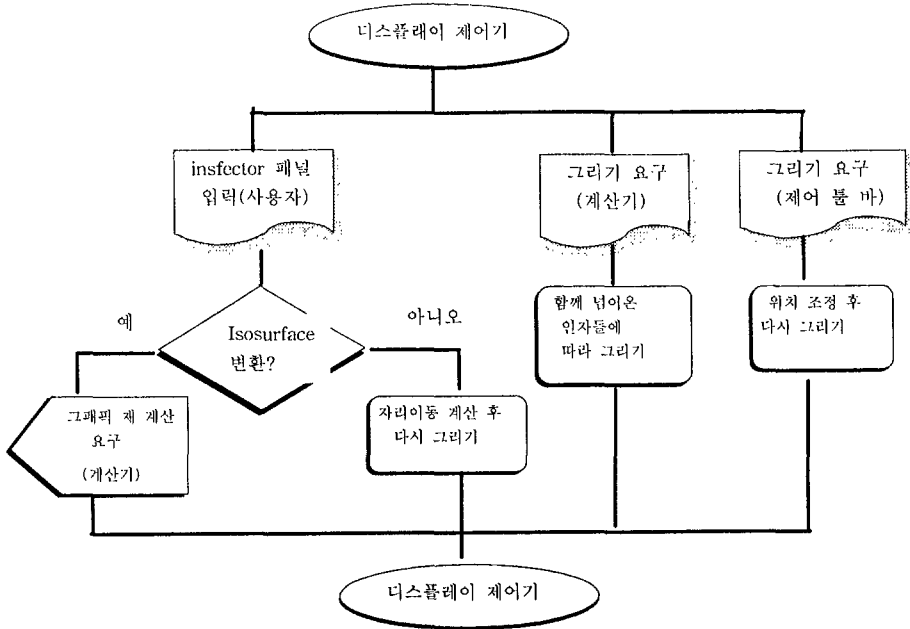 디스플래이 제어기
insfector 패널
입력(사용자)
그리기 요구
(계산기)
그리기 요구
(제어 툴 바)
예
Isosurface
변환?
아니오
함께 넘이온
인자들에
따라 그리기
위치 조정 후
다시 그리기
그래픽 재 계산
요구
(계산기)
자리이동 계산 후
다시 그리기
디스플레이 제어기